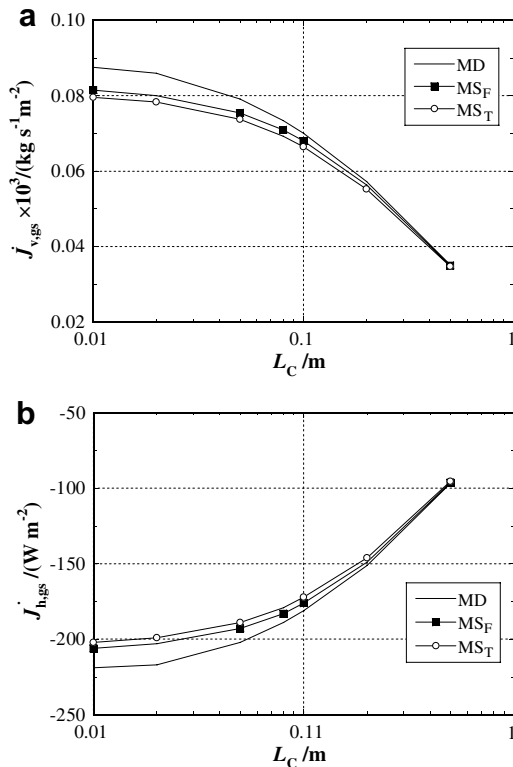 a
0.10
0.08
0.06
0.04
0.02
J̇v,gs ×10³/(kg s⁻¹m⁻²)
MD
MSF
MST
0.01
0.1
1
LC /m
b
-50
-100
-150
-200
-250
J̇h,gs /(W m⁻²)
MD
MSF
MST
0.01
0.11
1
LC /m